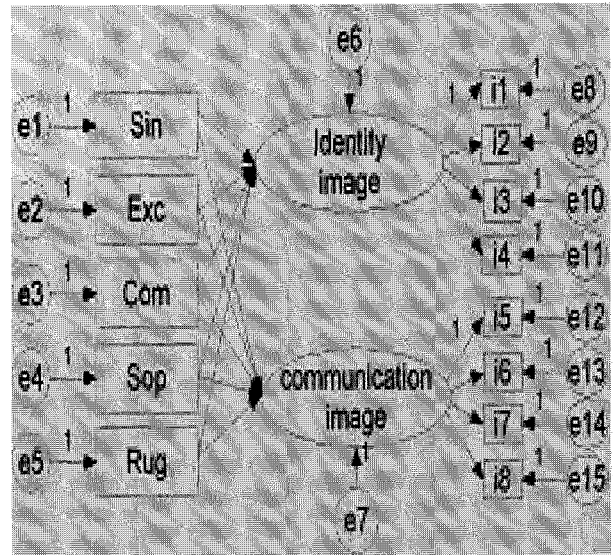 e6
1
e1
1
Sin
Identity
image
1
i1
1
e8
i2
1
e9
e2
1
Exc
i3
1
e10
i4
1
e11
e3
1
Com
1
i5
1
e12
e4
1
Sop
communication
image
i6
1
e13
i7
1
e14
e5
1
Rug
1
i8
1
e15
e7